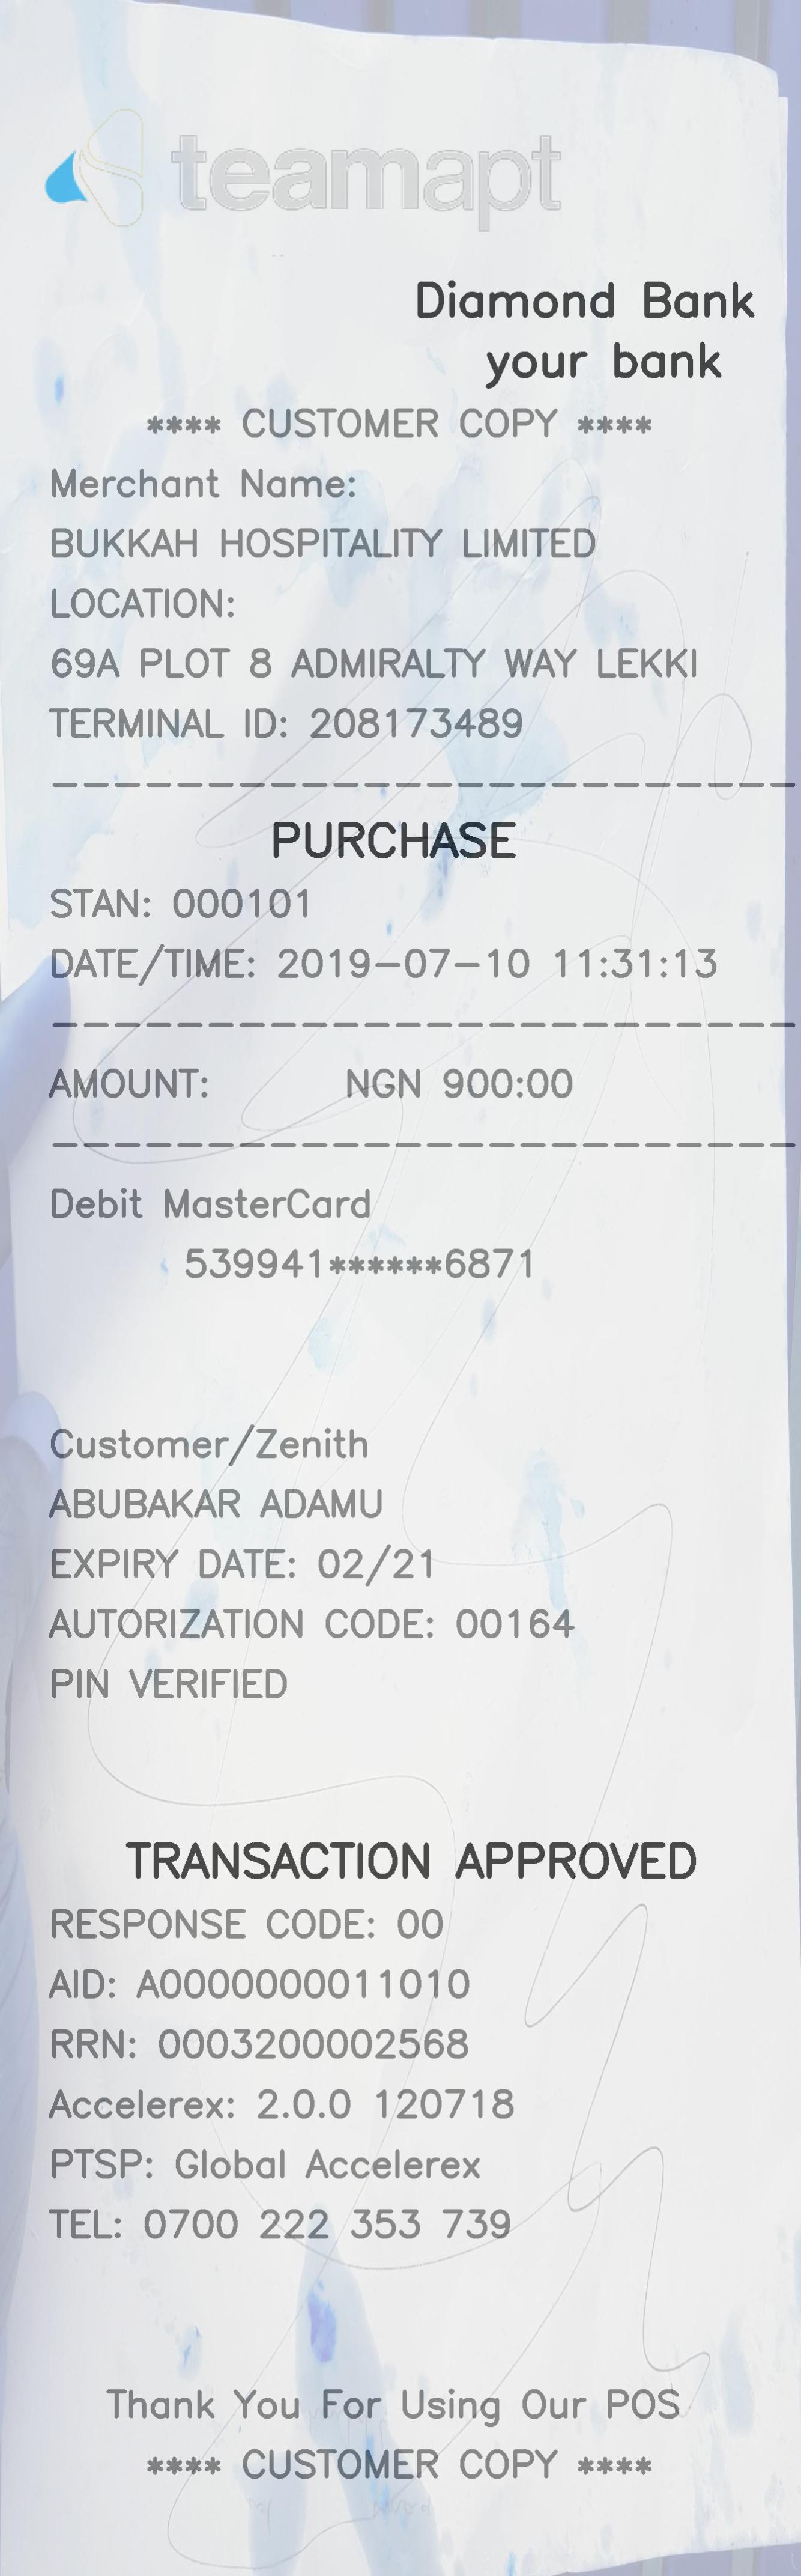 teamapt
Diamond Bank
your bank
**** CUSTOMER COPY ****
Merchant Name:
BUKKAH HOSPITALITY LIMITED
LOCATION:
69A PLOT 8 ADMIRALTY WAY LEKKI
TERMINAL ID: 208173489
------------------------
PURCHASE
STAN: 000101
DATE/TIME: 2019-07-10 11:31:13
------------------------
AMOUNT: NGN 900:00
------------------------
Debit MasterCard
539941******6871
Customer/Zenith
ABUBAKAR ADAMU
EXPIRY DATE: 02/21
AUTORIZATION CODE: 00164
PIN VERIFIED
TRANSACTION APPROVED
RESPONSE CODE: 00
AID: A0000000011010
RRN: 0003200002568
Accelerex: 2.0.0 120718
PTSP: Global Accelerex
TEL: 0700 222 353 739
Thank You For Using Our POS
**** CUSTOMER COPY ****